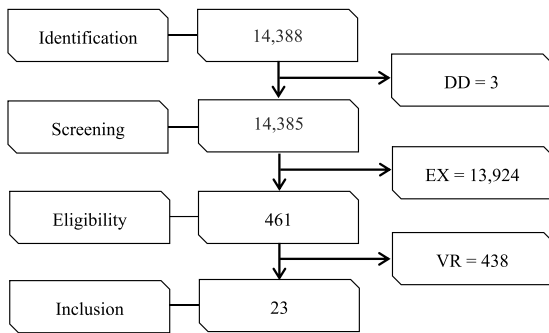 Identification
14,388
DD = 3
Screening
14,385
EX = 13,924
Eligibility
461
VR = 438
Inclusion
23